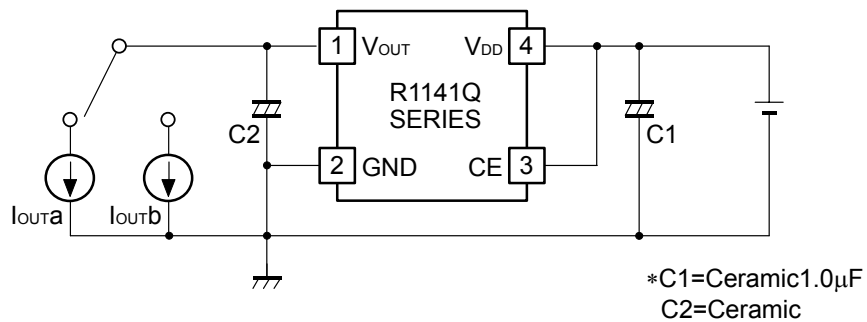 1 VOUT VDD 4
R1141Q
SERIES
C2 C1
2 GND CE 3
IOUTa IOUTb
*C1=Ceramic1.0μF
C2=Ceramic